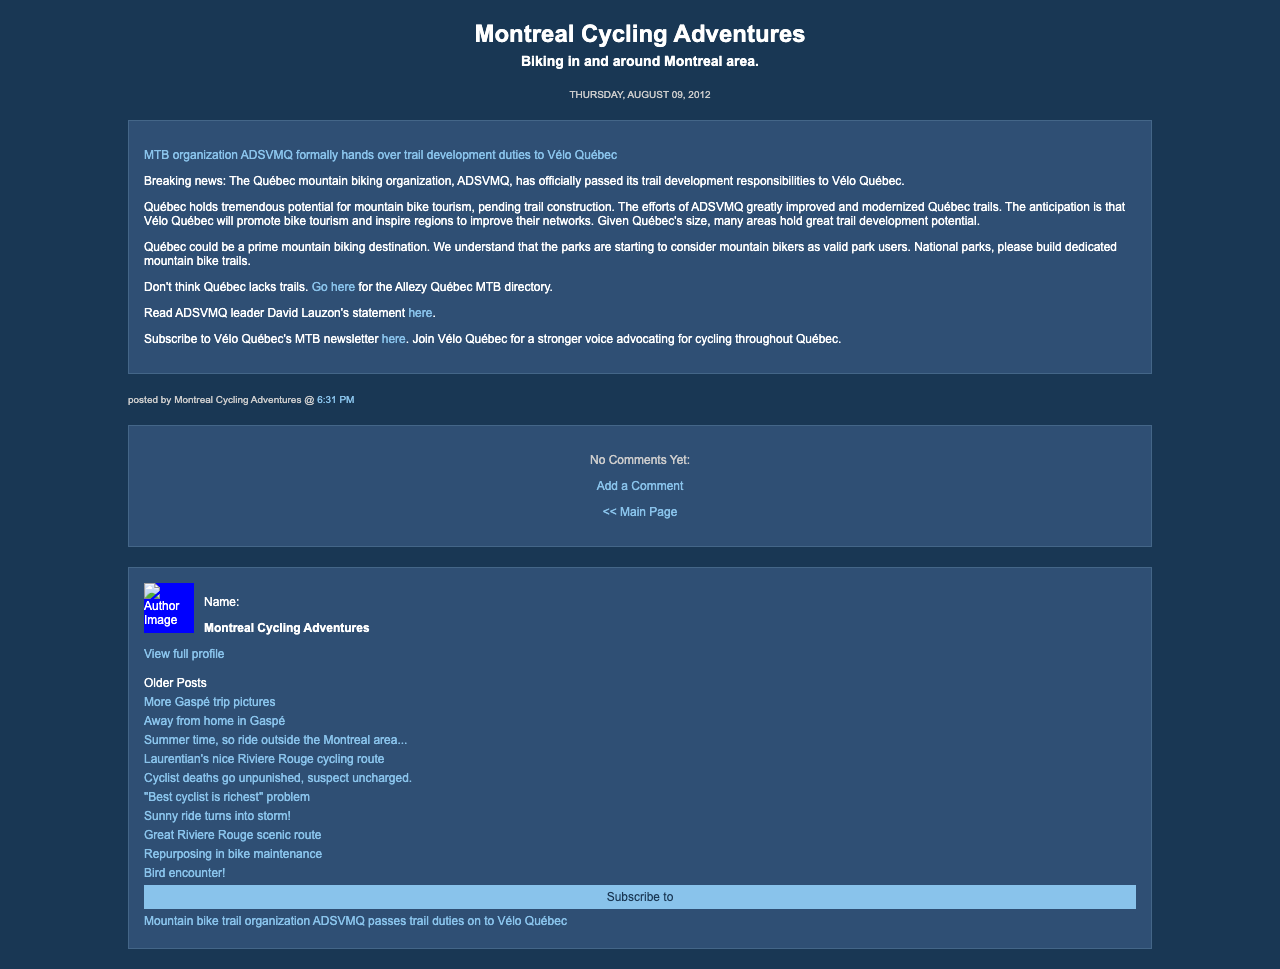 Montreal Cycling Adventures
Biking in and around Montreal area.
THURSDAY, AUGUST 09, 2012
MTB organization ADSVMQ formally hands over trail development duties to Vélo Québec
Breaking news: The Québec mountain biking organization, ADSVMQ, has officially passed its trail development responsibilities to Vélo Québec.
Québec holds tremendous potential for mountain bike tourism, pending trail construction. The efforts of ADSVMQ greatly improved and modernized Québec trails. The anticipation is that
Vélo Québec will promote bike tourism and inspire regions to improve their networks. Given Québec's size, many areas hold great trail development potential.
Québec could be a prime mountain biking destination. We understand that the parks are starting to consider mountain bikers as valid park users. National parks, please build dedicated
mountain bike trails.
Don't think Québec lacks trails. Go here for the Allezy Québec MTB directory.
Read ADSVMQ leader David Lauzon's statement here.
Subscribe to Vélo Québec's MTB newsletter here. Join Vélo Québec for a stronger voice advocating for cycling throughout Québec.
posted by Montreal Cycling Adventures @ 6:31 PM
No Comments Yet:
Add a Comment
<< Main Page
Author
Image
Name:
Montreal Cycling Adventures
View full profile
Older Posts
More Gaspé trip pictures
Away from home in Gaspé
Summer time, so ride outside the Montreal area...
Laurentian's nice Riviere Rouge cycling route
Cyclist deaths go unpunished, suspect uncharged.
"Best cyclist is richest" problem
Sunny ride turns into storm!
Great Riviere Rouge scenic route
Repurposing in bike maintenance
Bird encounter!
Subscribe to
Mountain bike trail organization ADSVMQ passes trail duties on to Vélo Québec